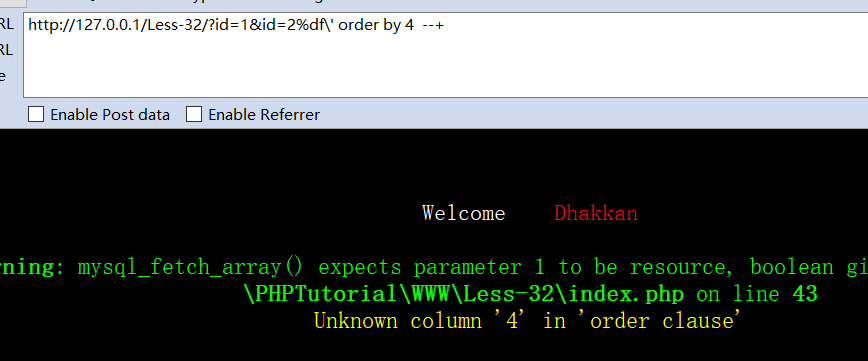 RL http://127.0.0.1/Less-32/?id=1&id=2%df\' order by 4 --+
RL
e
Enable Post data Enable Referrer
Welcome Dhakkan
rning: mysql_fetch_array() expects parameter 1 to be resource, boolean gi
\PHPTutorial\WWW\Less-32\index.php on line 43
Unknown column '4' in 'order clause'